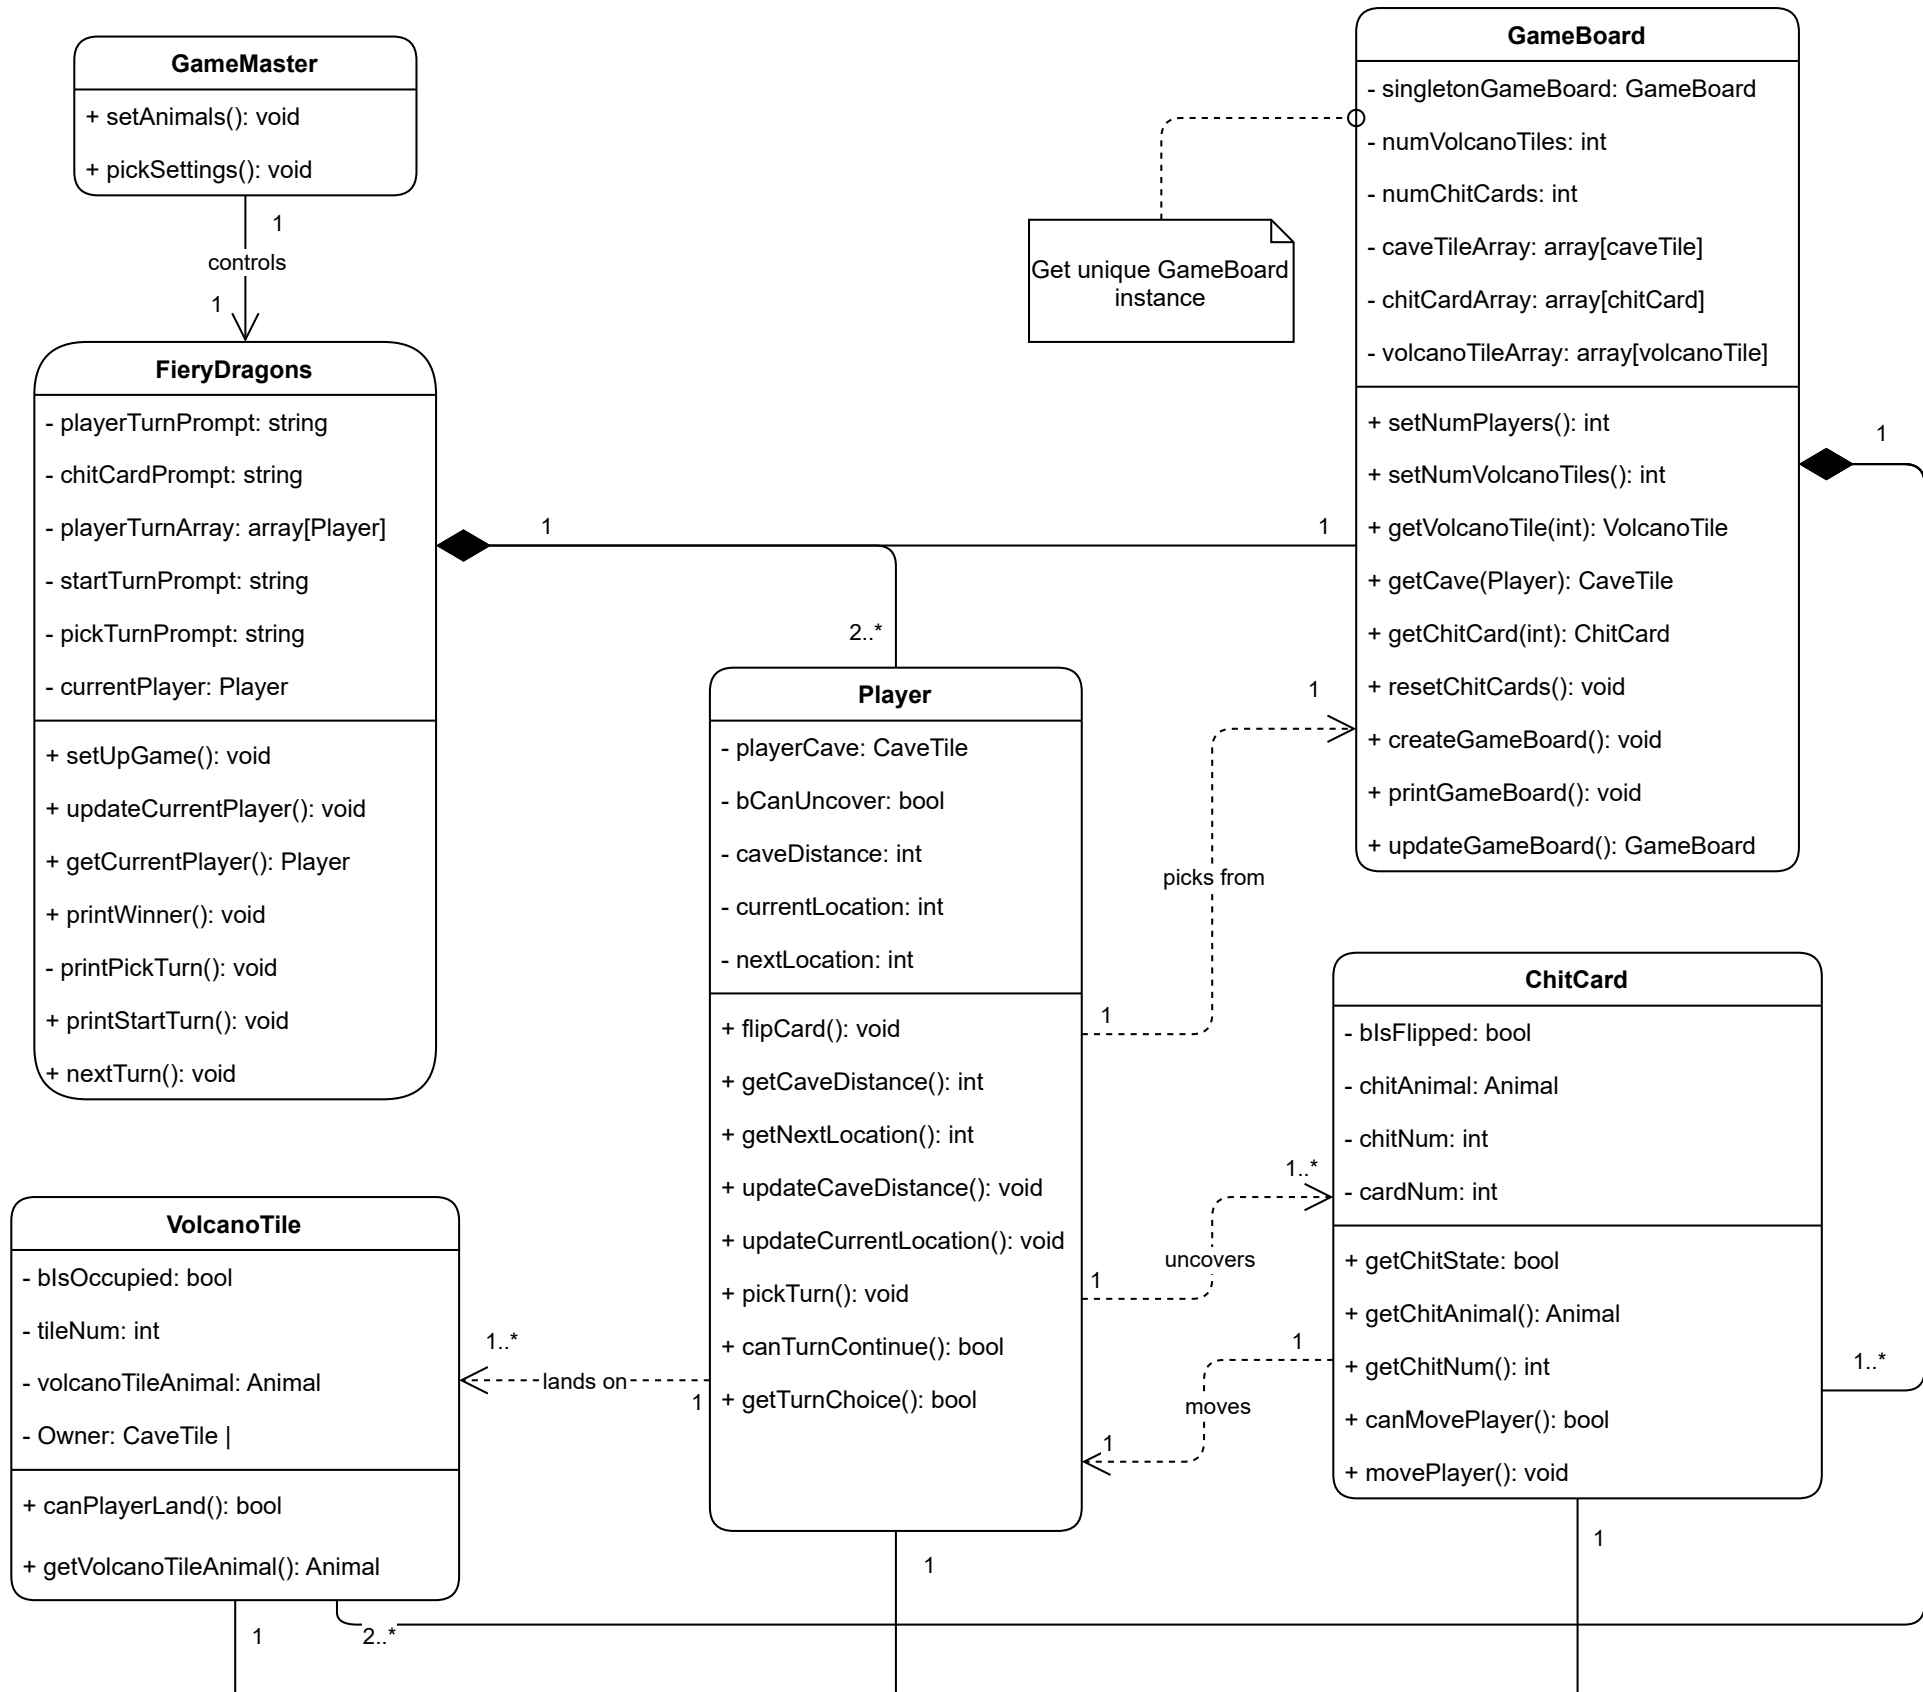 GameMaster
+ setAnimals(): void
+ pickSettings(): void
1
controls
1
FieryDragons
- playerTurnPrompt: string
- chitCardPrompt: string
- playerTurnArray: array[Player]
- startTurnPrompt: string
- pickTurnPrompt: string
- currentPlayer: Player
+ setUpGame(): void
+ updateCurrentPlayer(): void
+ getCurrentPlayer(): Player
+ printWinner(): void
- printPickTurn(): void
+ printStartTurn(): void
+ nextTurn(): void
1
1
2..*
Get unique GameBoard
instance
GameBoard
- singletonGameBoard: GameBoard
- numVolcanoTiles: int
- numChitCards: int
- caveTileArray: array[caveTile]
- chitCardArray: array[chitCard]
- volcanoTileArray: array[volcanoTile]
+ setNumPlayers(): int
+ setNumVolcanoTiles(): int
+ getVolcanoTile(int): VolcanoTile
+ getCave(Player): CaveTile
+ getChitCard(int): ChitCard
+ resetChitCards(): void
+ createGameBoard(): void
+ printGameBoard(): void
+ updateGameBoard(): GameBoard
1
Player
- playerCave: CaveTile
- bCanUncover: bool
- caveDistance: int
- currentLocation: int
- nextLocation: int
+ flipCard(): void
+ getCaveDistance(): int
+ getNextLocation(): int
+ updateCaveDistance(): void
+ updateCurrentLocation(): void
+ pickTurn(): void
+ canTurnContinue(): bool
+ getTurnChoice(): bool
1
picks from
1
1..*
uncovers
1
1
moves
1
ChitCard
- bIsFlipped: bool
- chitAnimal: Animal
- chitNum: int
- cardNum: int
+ getChitState: bool
+ getChitAnimal(): Animal
+ getChitNum(): int
+ canMovePlayer(): bool
+ movePlayer(): void
1..*
1
VolcanoTile
- bIsOccupied: bool
- tileNum: int
- volcanoTileAnimal: Animal
- Owner: CaveTile |
+ canPlayerLand(): bool
+ getVolcanoTileAnimal(): Animal
1..*
lands on
1
1
1
2..*